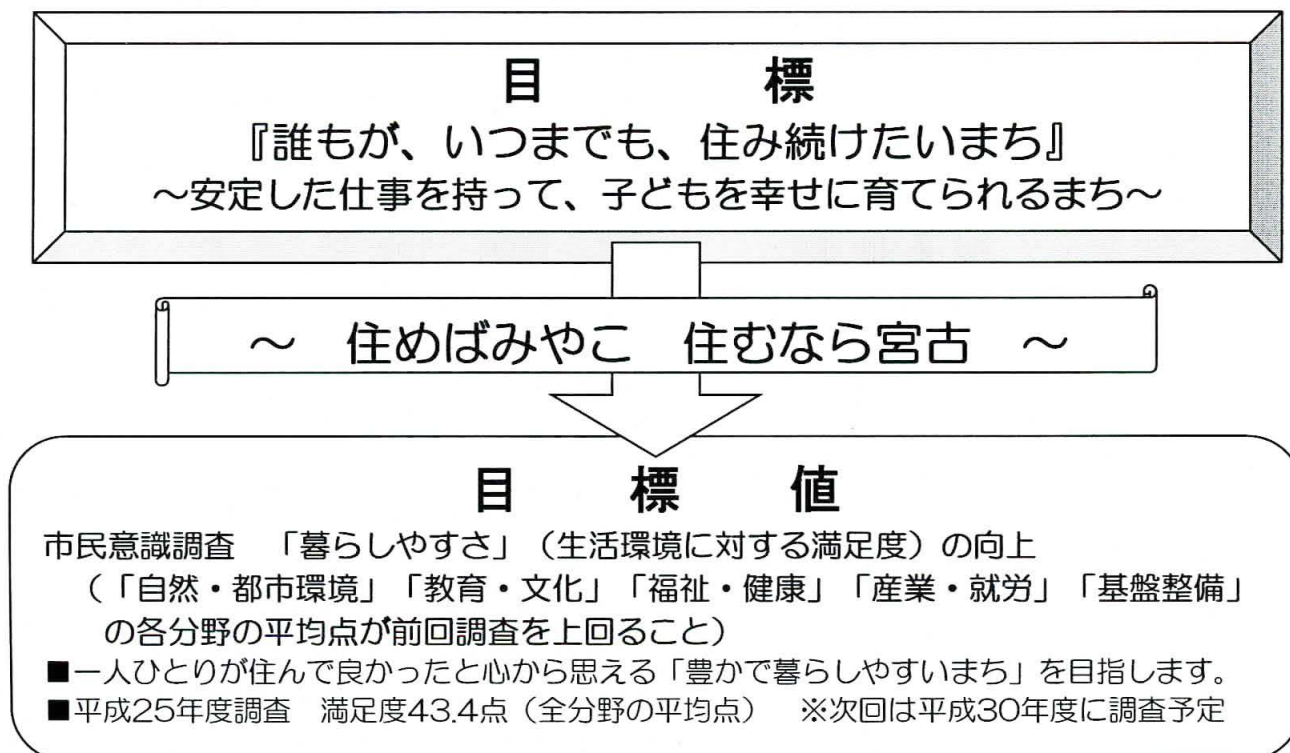 目　標
『誰もが、いつまでも、住み続けたいまち』
～安定した仕事を持って、子どもを幸せに育てられるまち～
～　住めばみやこ　住むなら宮古　～
目　標　値
市民意識調査　「暮らしやすさ」（生活環境に対する満足度）の向上
（「自然・都市環境」「教育・文化」「福祉・健康」「産業・就労」「基盤整備」
の各分野の平均点が前回調査を上回ること）
■一人ひとりが住んで良かったと心から思える「豊かで暮らしやすいまち」を目指します。
■平成25年度調査　満足度43.4点（全分野の平均点）　※次回は平成30年度に調査予定